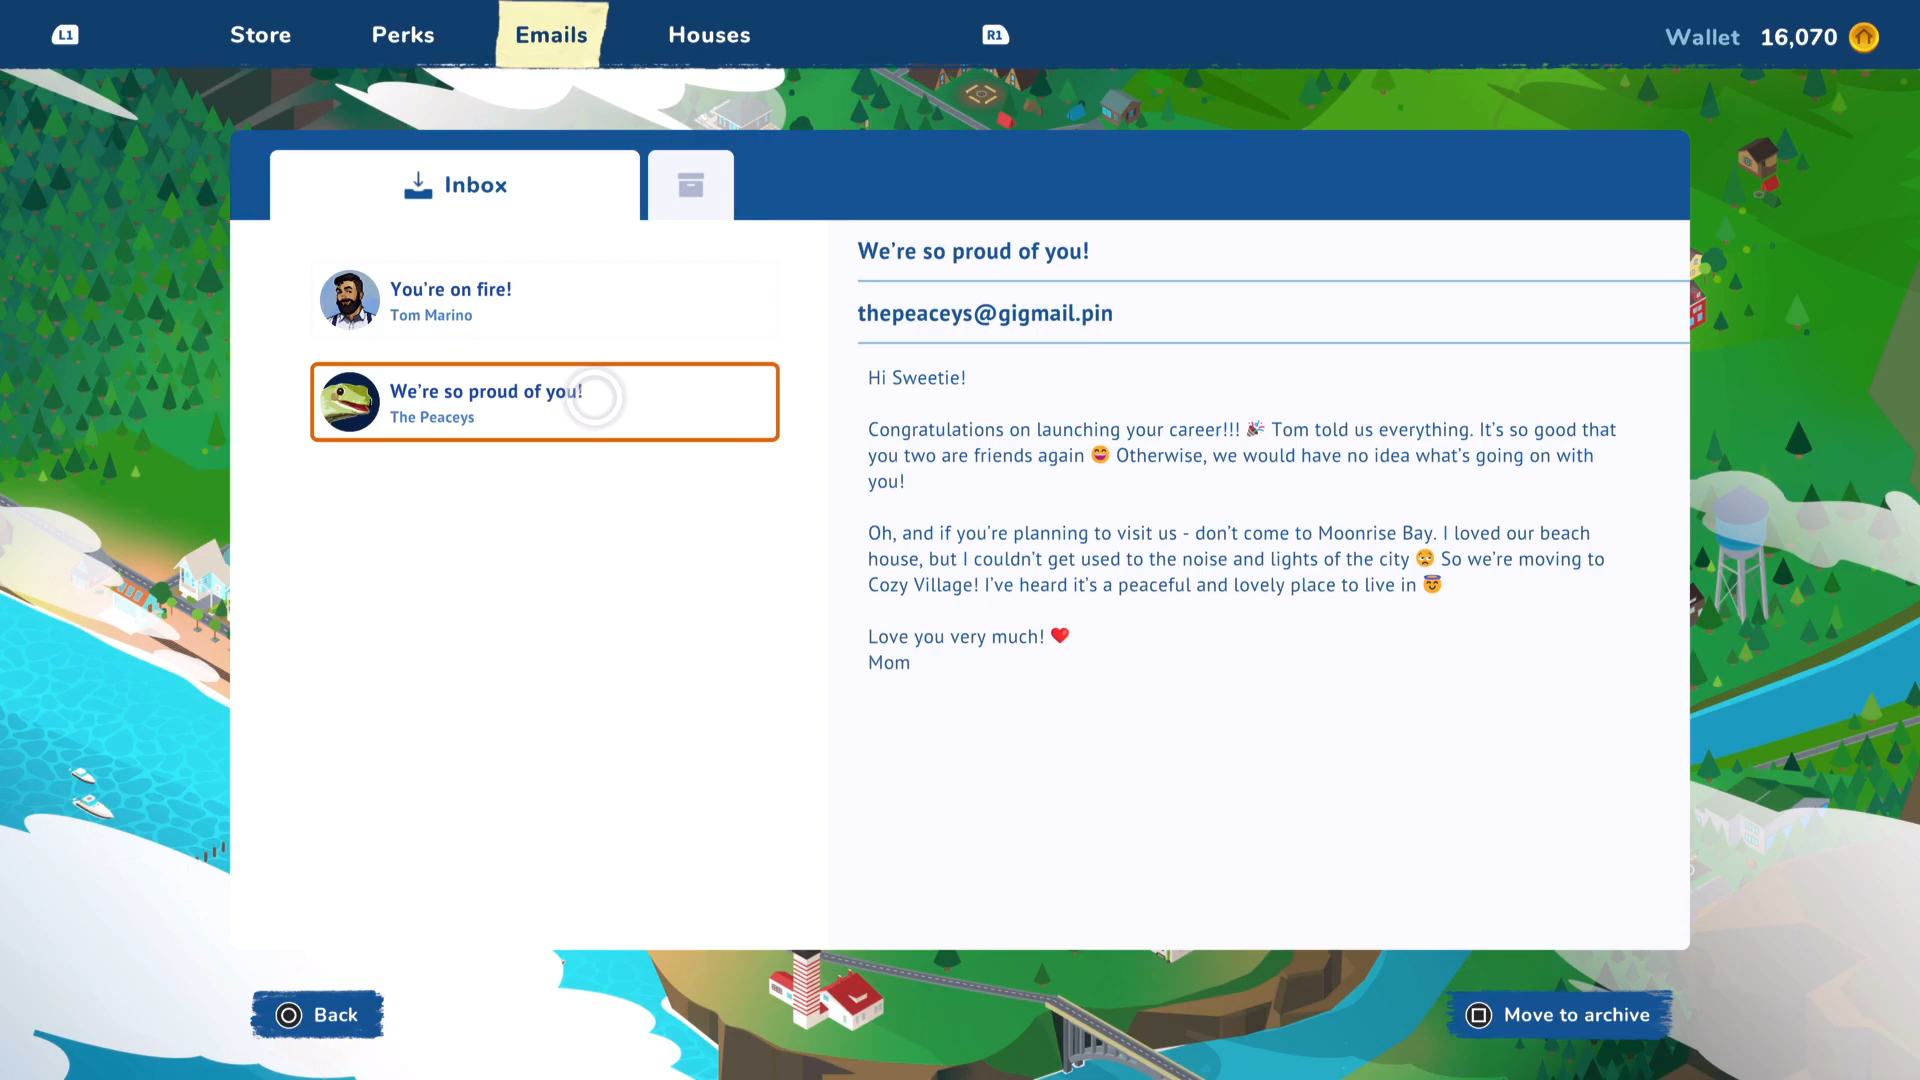 L1
Store
Perks
Emails
Houses
R1
Wallet 16,070
Inbox
You're on fire!
Tom Marino
We're so proud of you!
The Peaceys
We're so proud of you!
thepeaceys@gigmail.pin
Hi Sweetie!
Congratulations on launching your career!!! 🎉 Tom told us everything. It's so good that
you two are friends again 😄 Otherwise, we would have no idea what's going on with
you!
Oh, and if you're planning to visit us - don't come to Moonrise Bay. I loved our beach
house, but I couldn't get used to the noise and lights of the city 😥 So we're moving to
Cozy Village! I've heard it's a peaceful and lovely place to live in 😇
Love you very much! ❤
Mom
Back
Move to archive